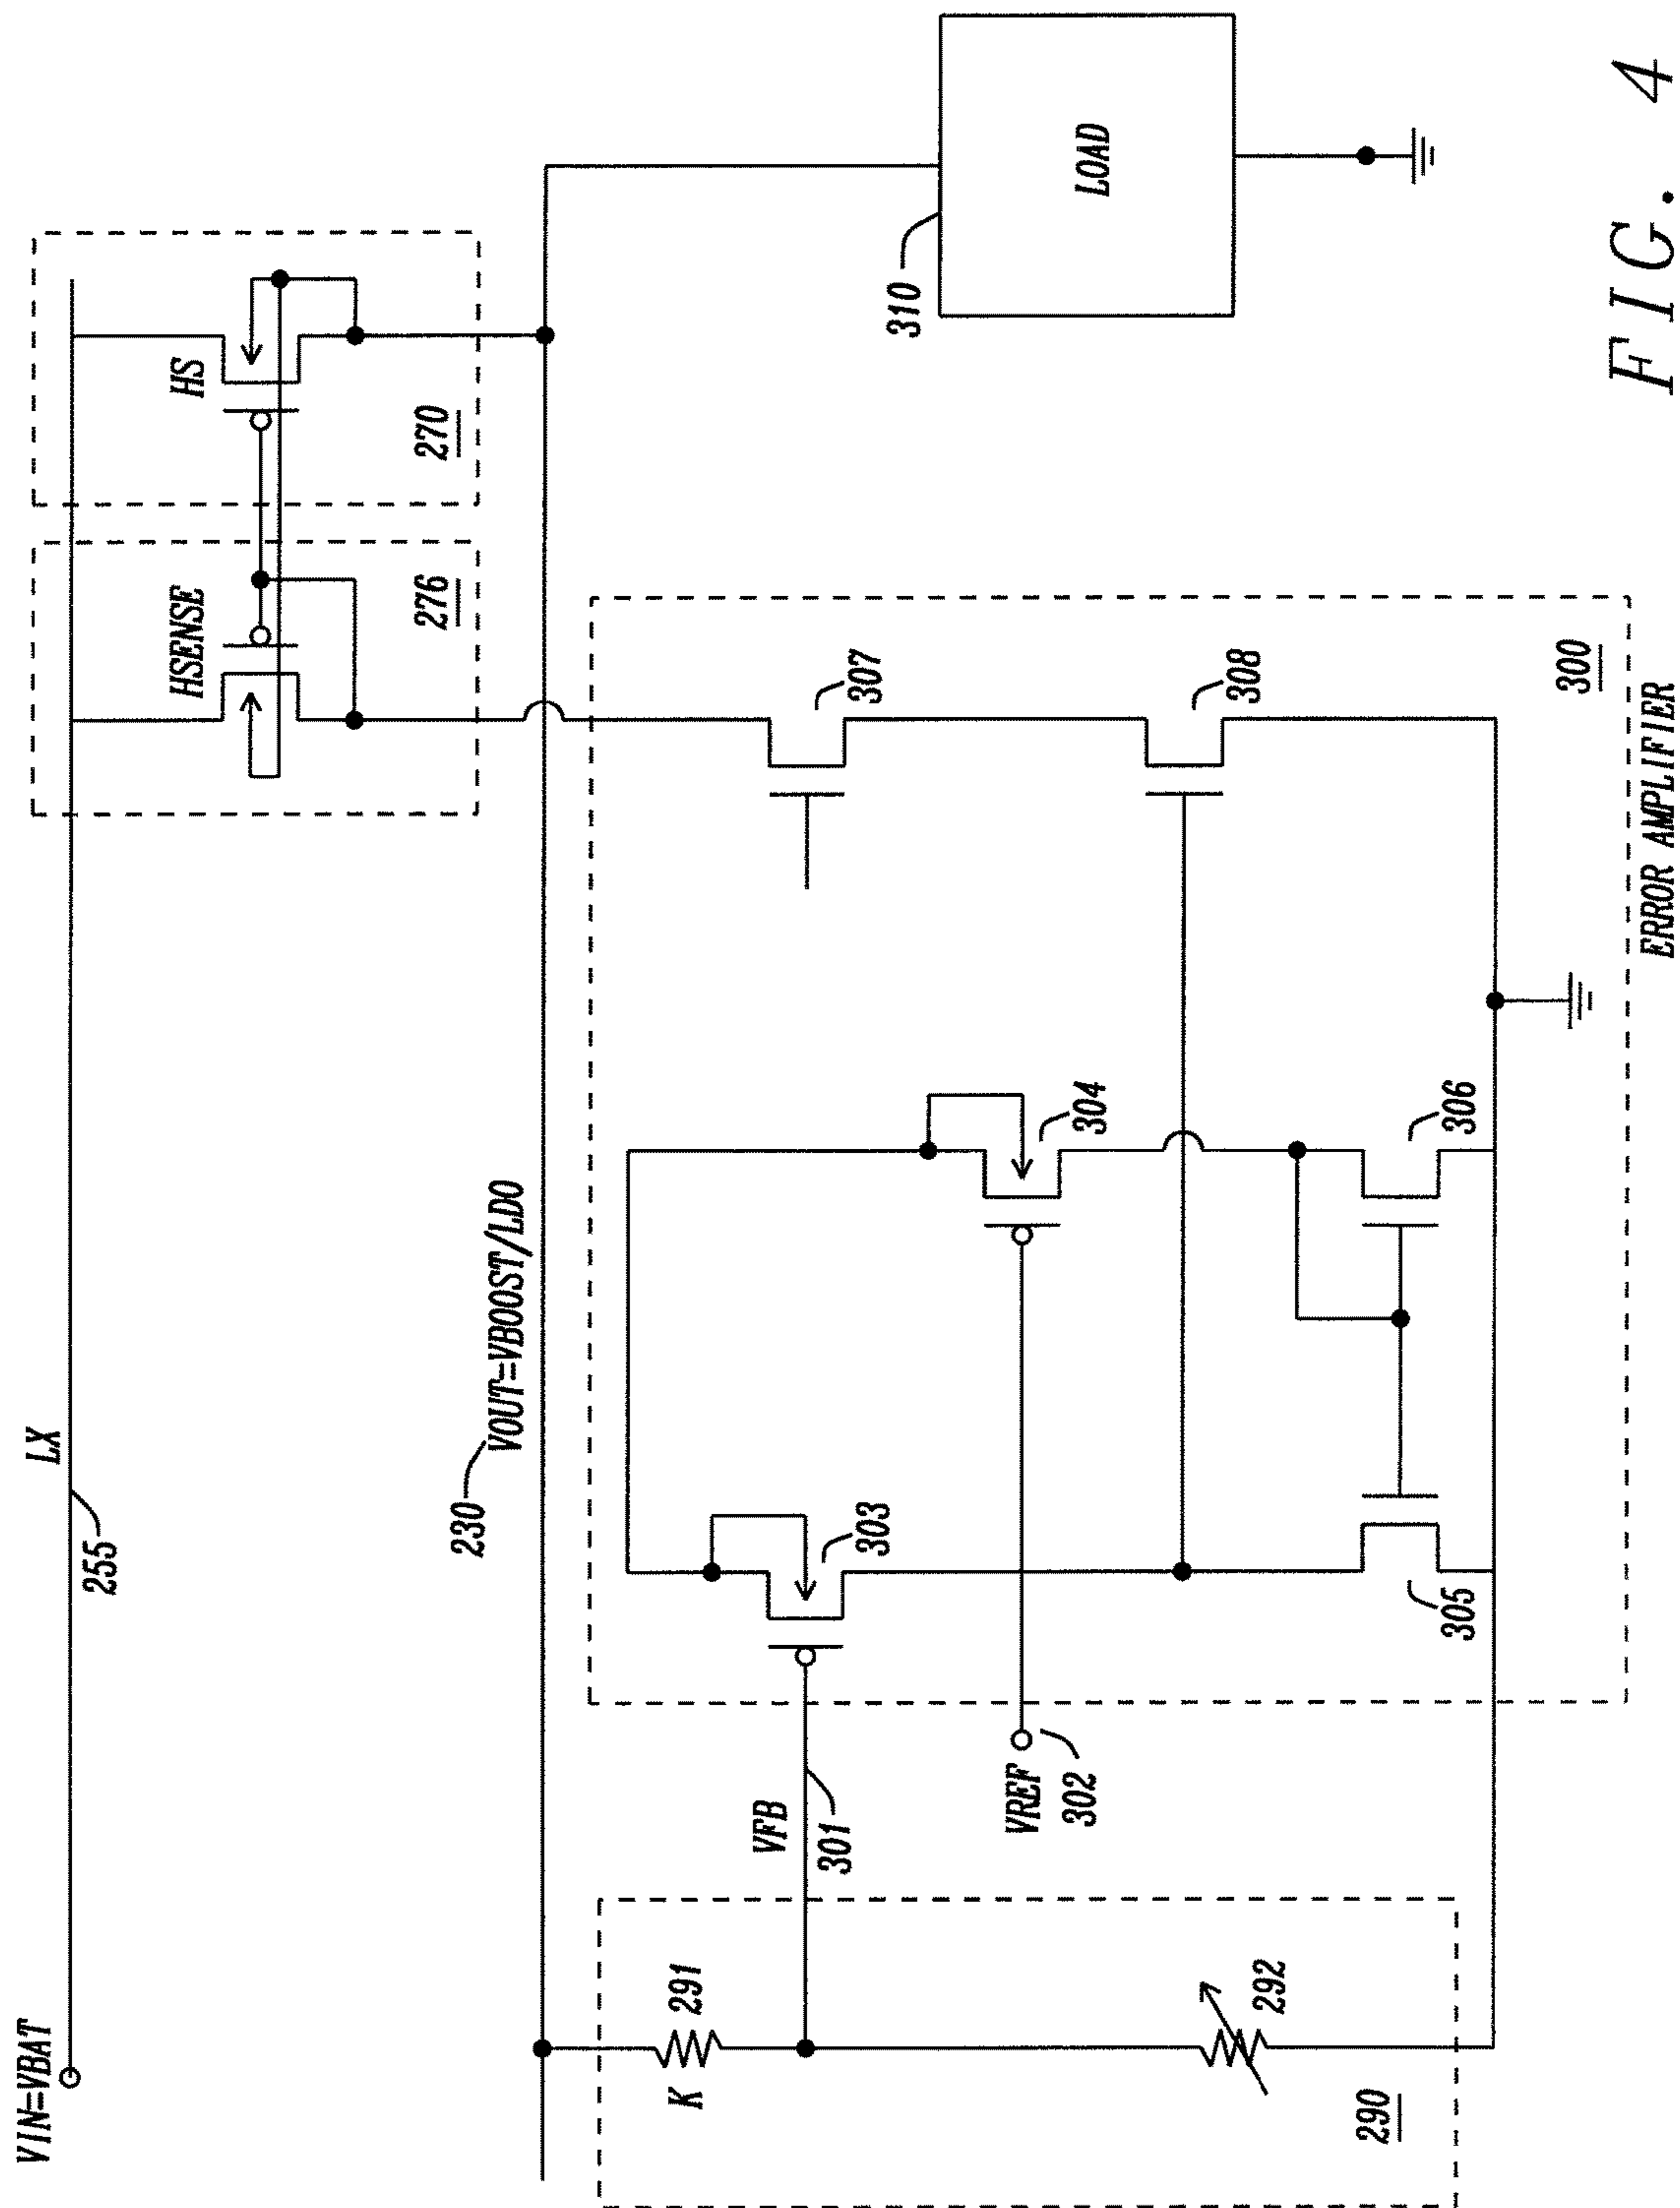 VIN=VBAT
LX
255
HSENSE
276
HS
270
230
VOUT=VBOOST/LDO
K
291
292
290
VFB
301
VREF
302
303
304
305
306
307
308
300
ERROR AMPLIFIER
310
LOAD
FIG. 4